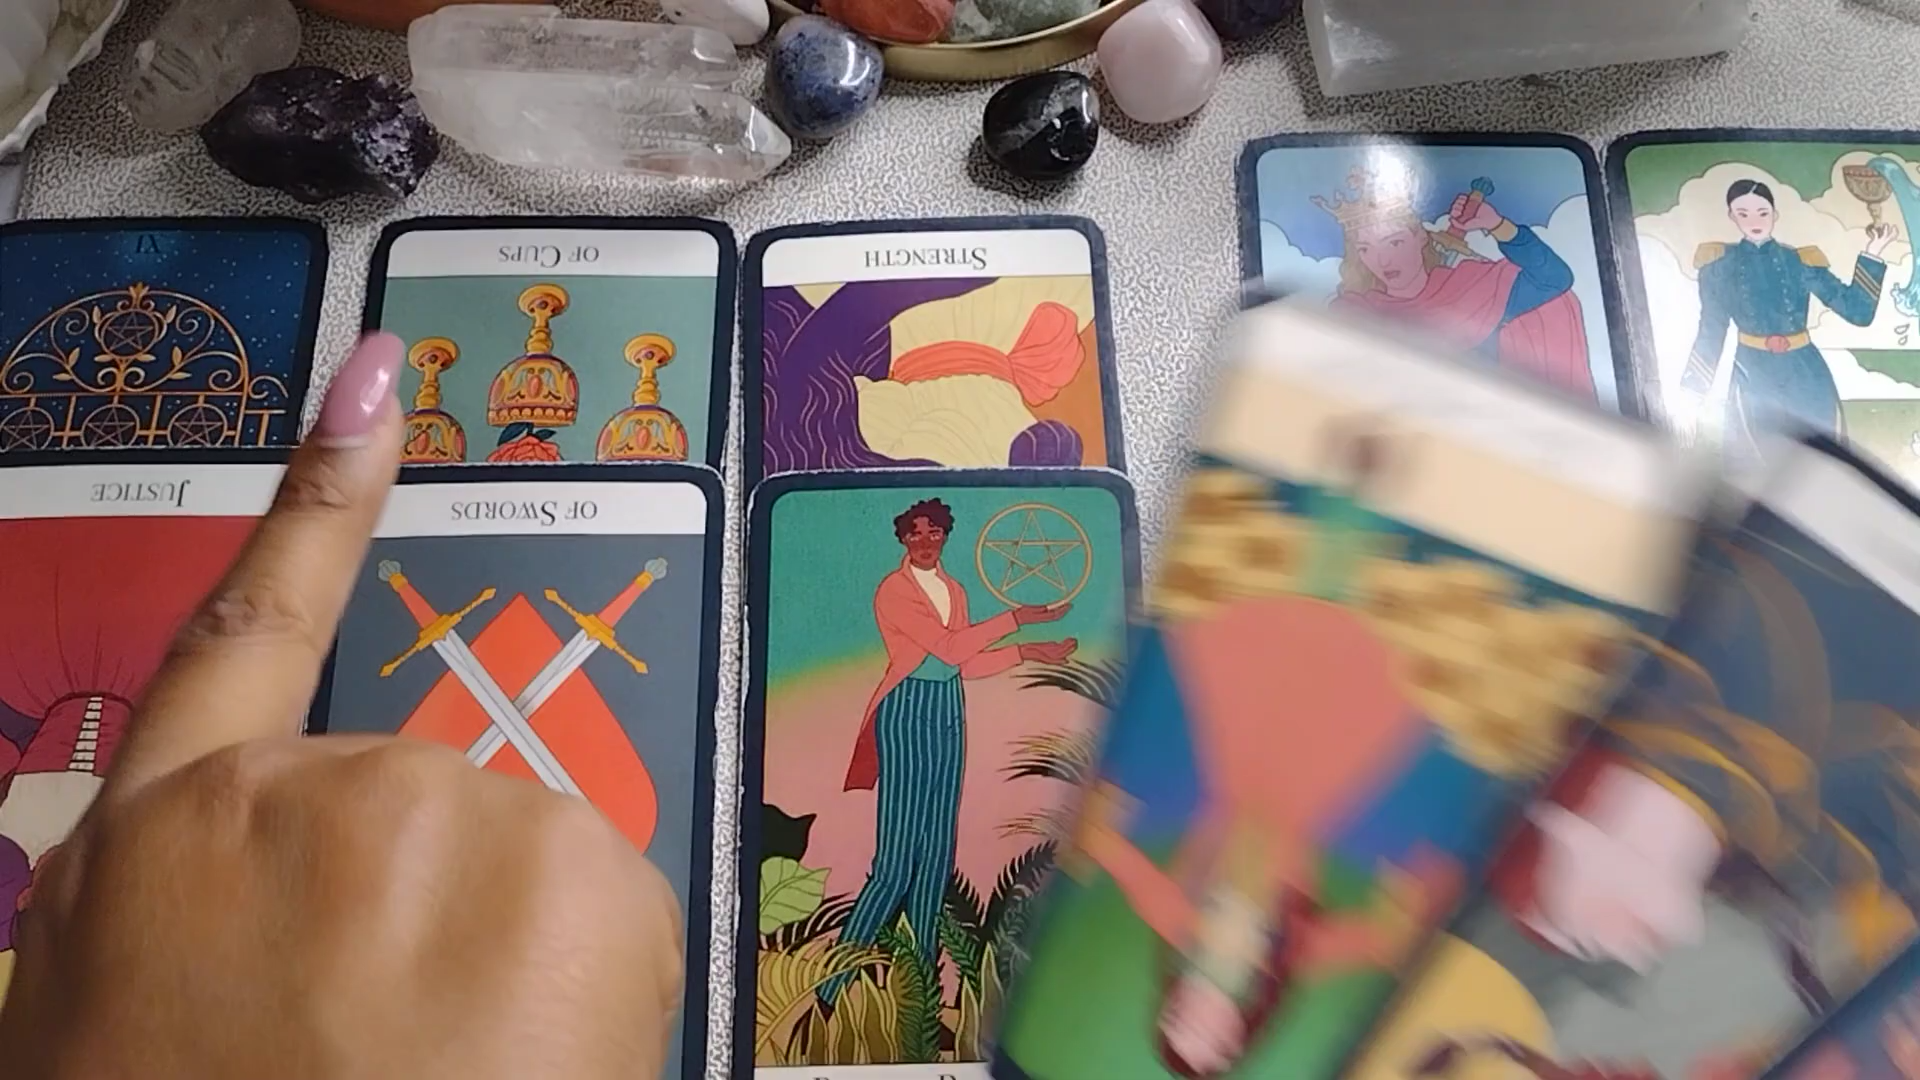 XI
OF CUPS
STRENGTH
JUSTICE
OF SWORDS